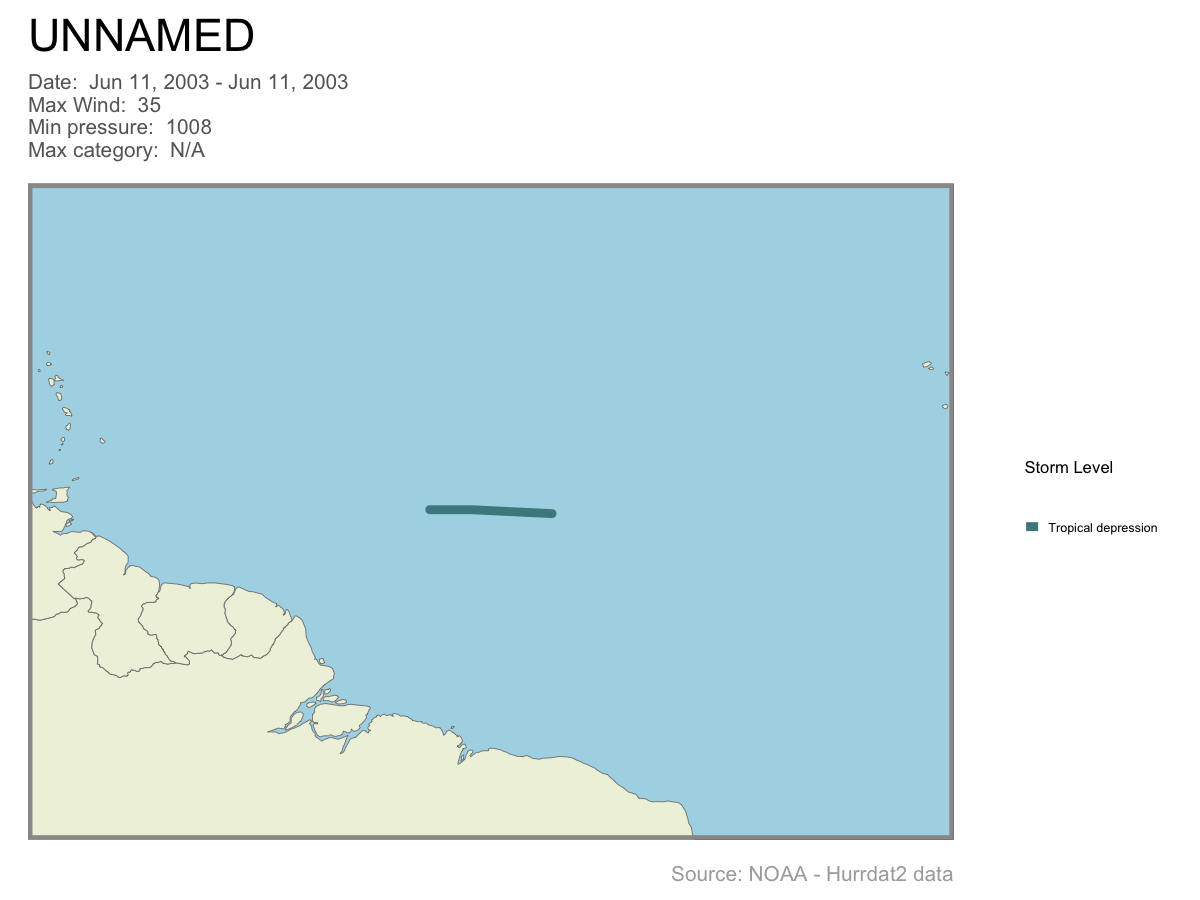 UNNAMED
Date:  Jun 11, 2003 - Jun 11, 2003
Max Wind:  35
Min pressure:  1008
Max category:  N/A
Storm Level
Tropical depression
Source: NOAA - Hurrdat2 data